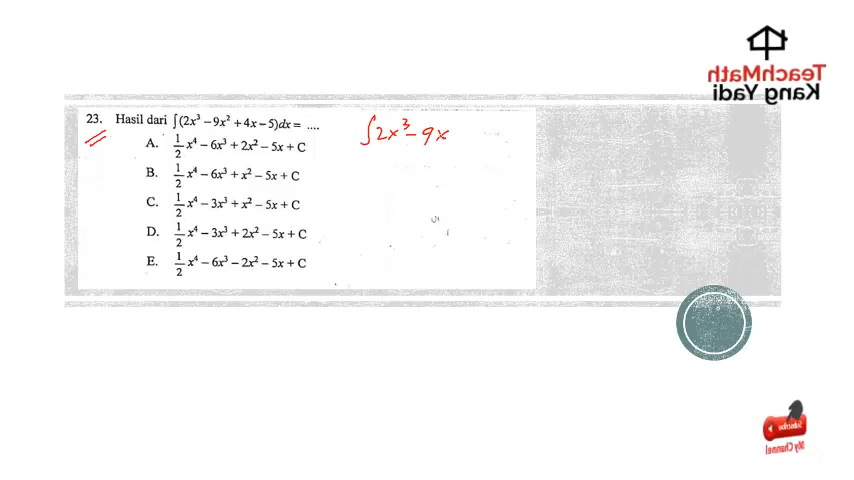 TeachMath
Kang Yadi
23. Hasil dari ∫(2x³ − 9x² + 4x − 5)dx = ....
∫2x³ − 9x
A. 1/2 x⁴ − 6x³ + 2x² − 5x + C
B. 1/2 x⁴ − 6x³ + x² − 5x + C
C. 1/2 x⁴ − 3x³ + x² − 5x + C
D. 1/2 x⁴ − 3x³ + 2x² − 5x + C
E. 1/2 x⁴ − 6x³ − 2x² − 5x + C
Subscribe
My Channel